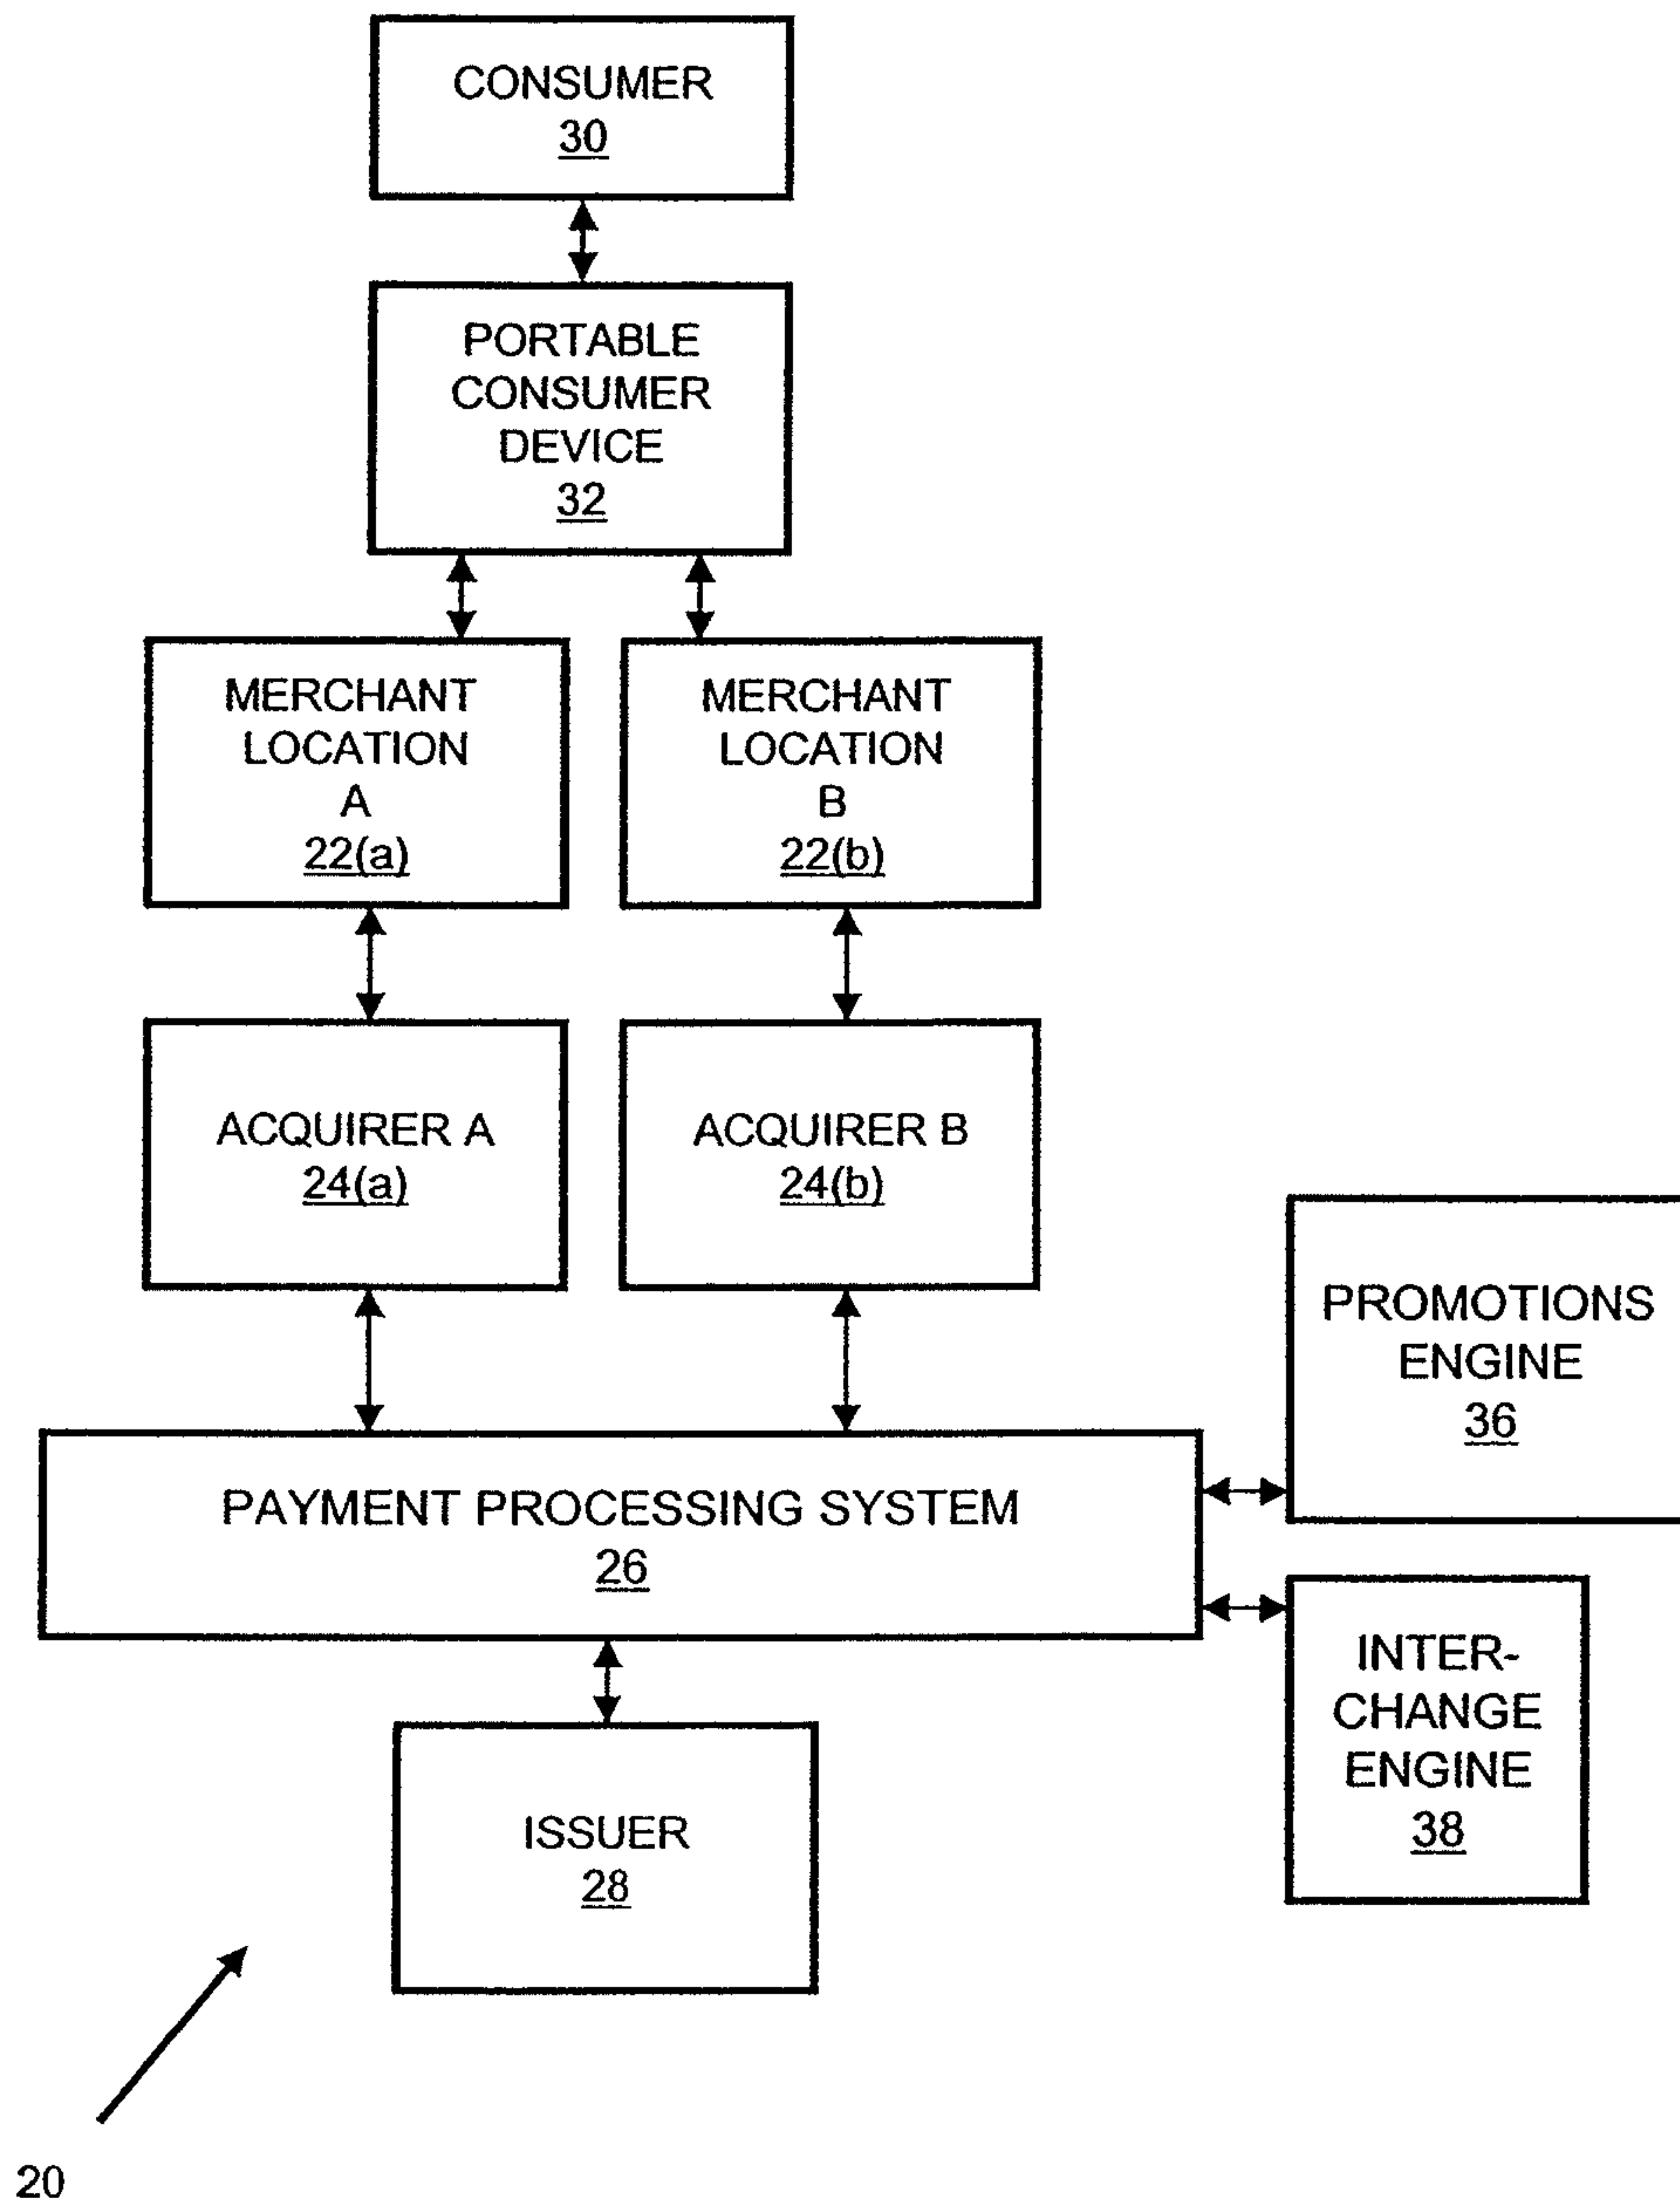 CONSUMER
30
PORTABLE
CONSUMER
DEVICE
32
MERCHANT
LOCATION
A
22(a)
MERCHANT
LOCATION
B
22(b)
ACQUIRER A
24(a)
ACQUIRER B
24(b)
PROMOTIONS
ENGINE
36
PAYMENT PROCESSING SYSTEM
26
INTER-
CHANGE
ENGINE
38
ISSUER
28
20